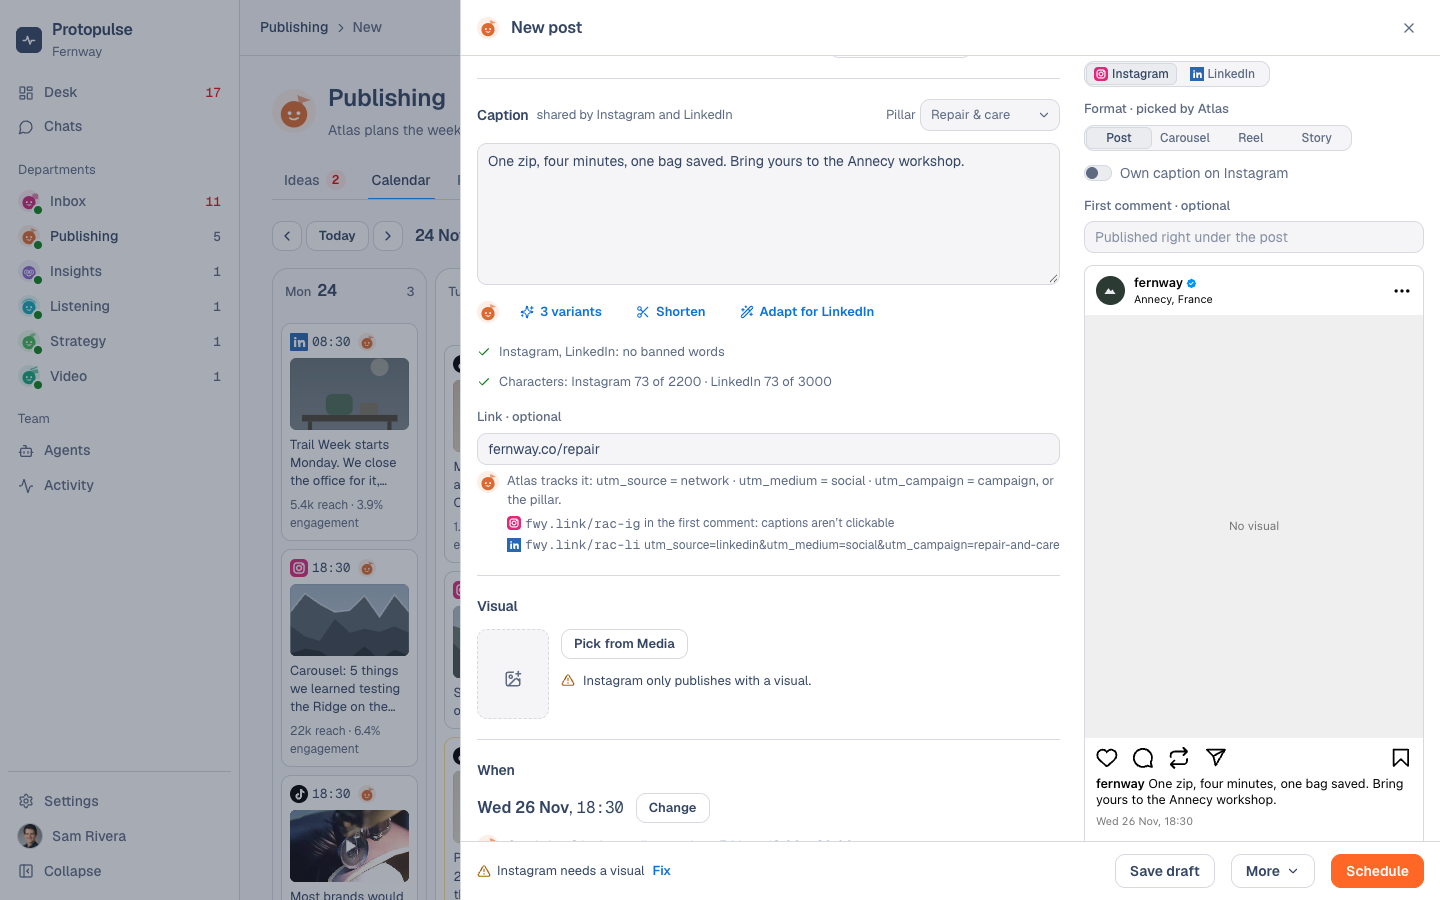 Protopulse
Fernway
Desk 17
Chats
Departments
Inbox 11
Publishing 5
Insights 1
Listening 1
Strategy 1
Video 1
Team
Agents
Activity
Settings
Sam Rivera
Collapse
Publishing New
Publishing
Atlas plans the week
Ideas 2 Calendar
Today 24 No
Mon 24 3
08:30
Trail Week starts
Monday. We close
the office for it,…
5.4k reach · 3.9%
engagement
18:30
Carousel: 5 things
we learned testing
the Ridge on the…
22k reach · 6.4%
engagement
18:30
Most brands would
New post
Caption shared by Instagram and LinkedIn Pillar Repair & care
One zip, four minutes, one bag saved. Bring yours to the Annecy workshop.
3 variants Shorten Adapt for LinkedIn
Instagram, LinkedIn: no banned words
Characters: Instagram 73 of 2200 · LinkedIn 73 of 3000
Link · optional
fernway.co/repair
Atlas tracks it: utm_source = network · utm_medium = social · utm_campaign = campaign, or
the pillar.
fwy.link/rac-ig in the first comment: captions aren't clickable
fwy.link/rac-li utm_source=linkedin&utm_medium=social&utm_campaign=repair-and-care
Visual
Pick from Media
Instagram only publishes with a visual.
When
Wed 26 Nov, 18:30 Change
Instagram needs a visual Fix
Instagram LinkedIn
Format · picked by Atlas
Post Carousel Reel Story
Own caption on Instagram
First comment · optional
Published right under the post
fernway
Annecy, France
No visual
fernway One zip, four minutes, one bag saved. Bring
yours to the Annecy workshop.
Wed 26 Nov, 18:30
Save draft More Schedule